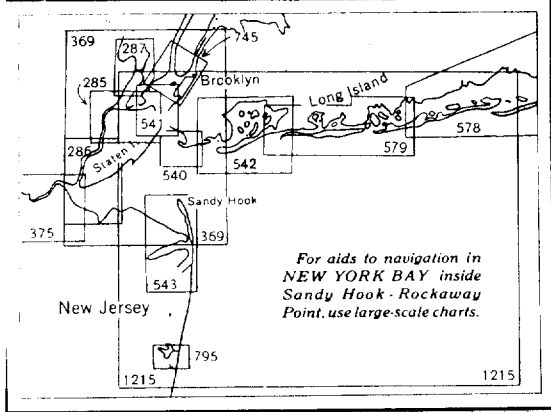 369
287
745
285
Brooklyn
Long Island
54
578
286
Staten
540
542
579
Sandy Hook
375
369
For aids to navigation in
NEW YORK BAY inside
Sandy Hook - Rockaway
Point, use large-scale charts.
543
New Jersey
795
1215
1215